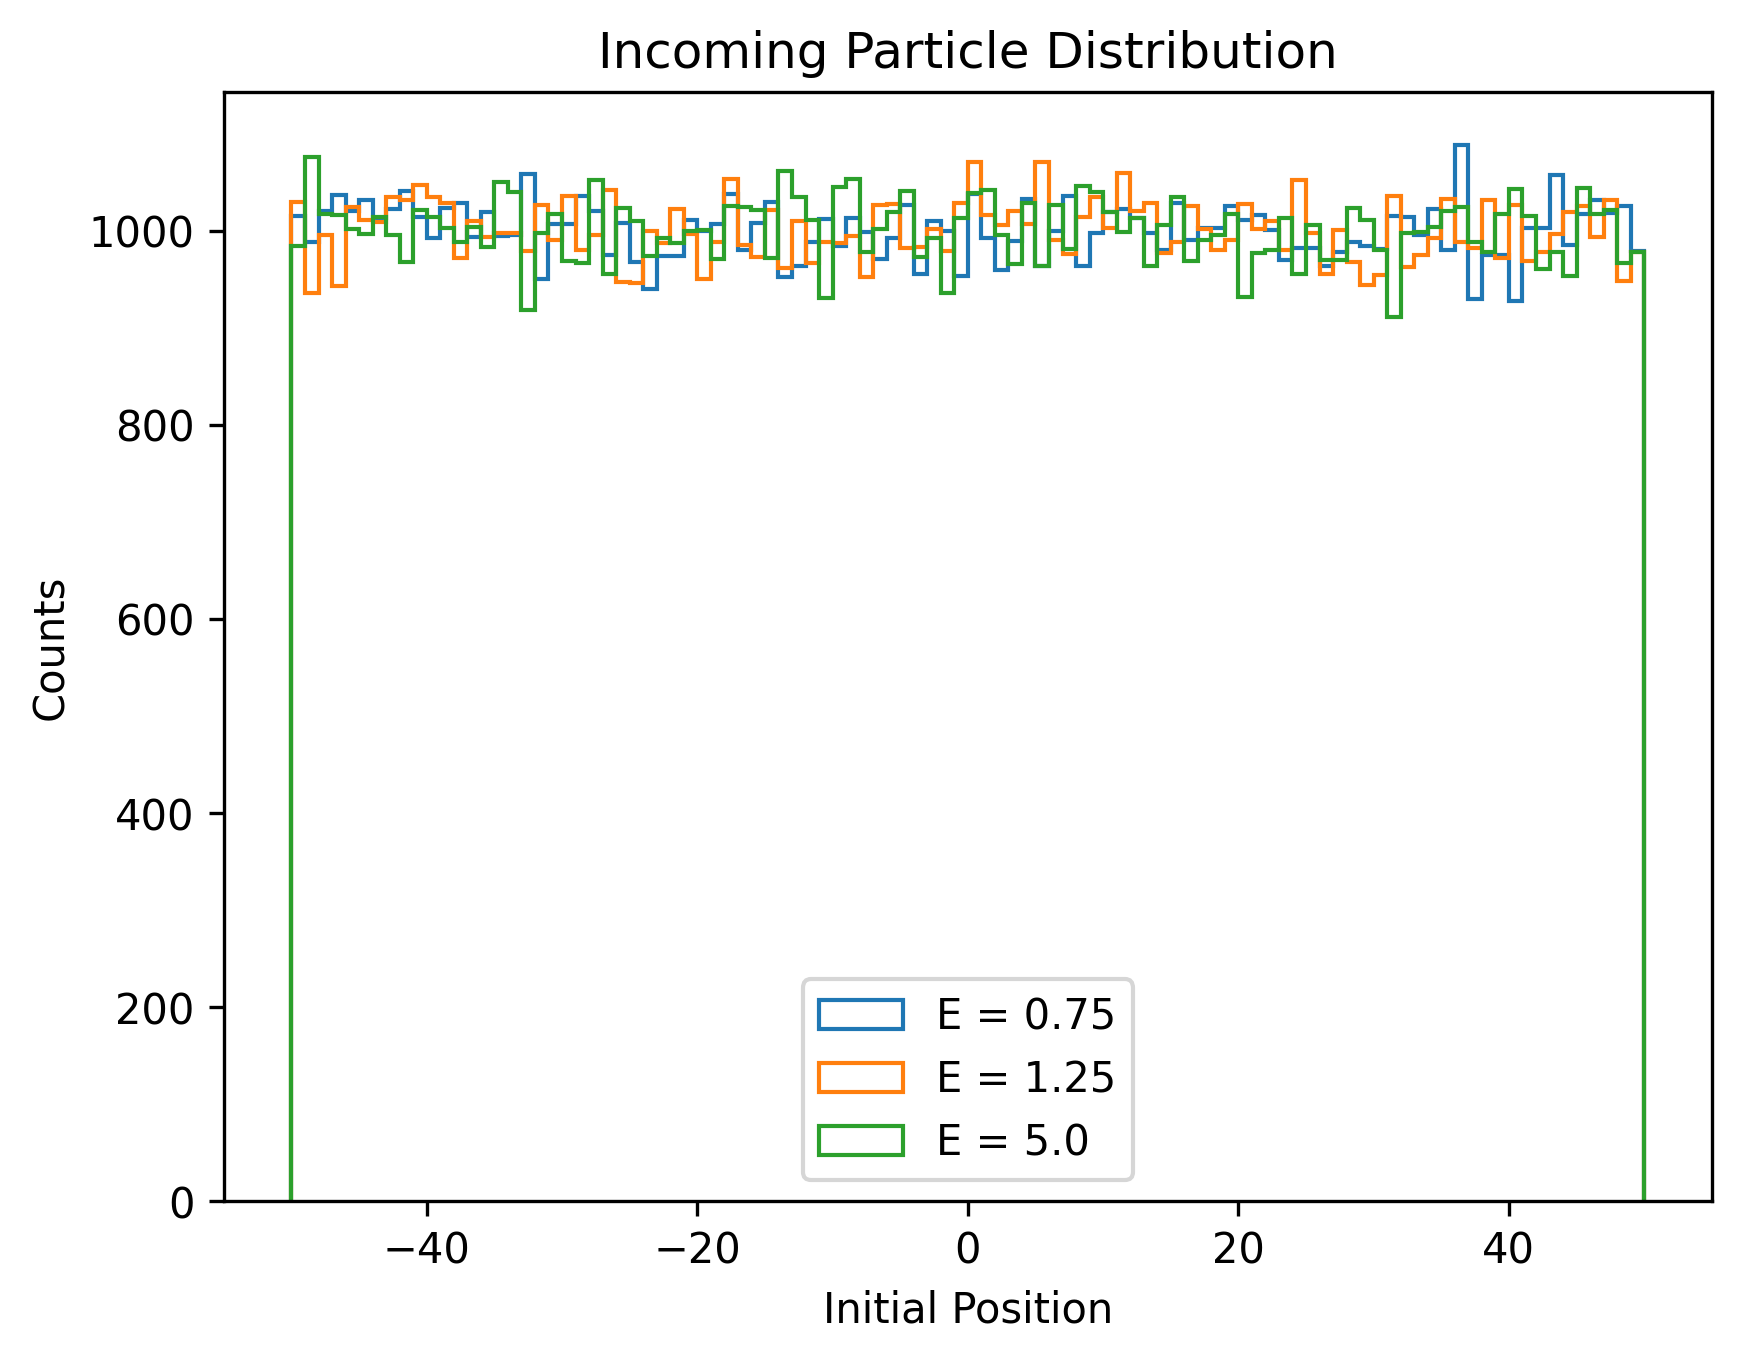 Incoming Particle Distribution
1000
800
600
400
200
0
Counts
E = 0.75
E = 1.25
E = 5.0
−40
−20
0
20
40
Initial Position